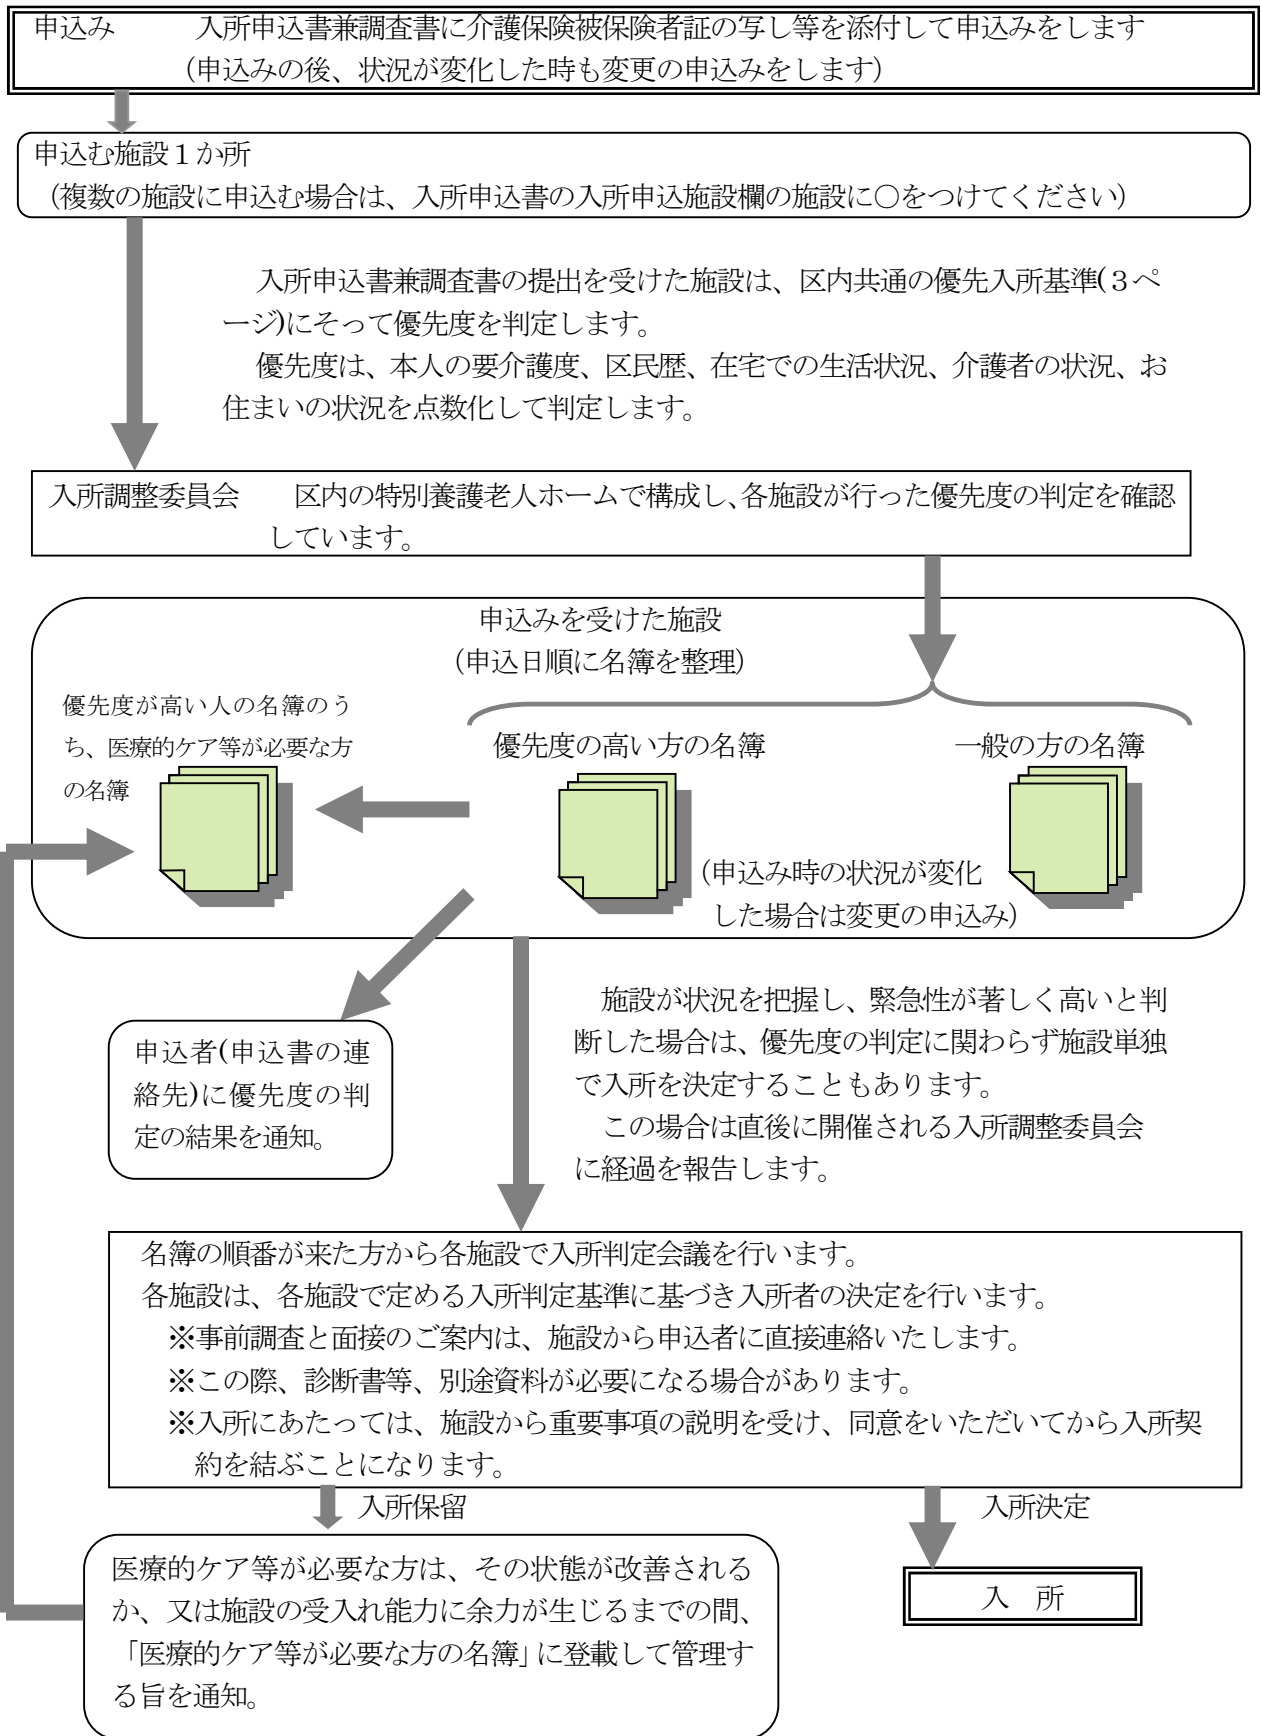 申込み　　　入所申込書兼調査書に介護保険被保険者証の写し等を添付して申込みをします
（申込みの後、状況が変化した時も変更の申込みをします）
申込む施設１か所
（複数の施設に申込む場合は、入所申込書の入所申込施設欄の施設に○をつけてください）
入所申込書兼調査書の提出を受けた施設は、区内共通の優先入所基準(３ペ
ージ)にそって優先度を判定します。
優先度は、本人の要介護度、区民歴、在宅での生活状況、介護者の状況、お
住まいの状況を点数化して判定します。
入所調整委員会　　区内の特別養護老人ホームで構成し、各施設が行った優先度の判定を確認
しています。
申込みを受けた施設
（申込日順に名簿を整理）
優先度が高い人の名簿のう
ち、医療的ケア等が必要な方
の名簿
優先度の高い方の名簿
一般の方の名簿
（申込み時の状況が変化
した場合は変更の申込み）
施設が状況を把握し、緊急性が著しく高いと判
断した場合は、優先度の判定に関わらず施設単独
で入所を決定することもあります。
この場合は直後に開催される入所調整委員会
に経過を報告します。
申込者(申込書の連
絡先)に優先度の判
定の結果を通知。
名簿の順番が来た方から各施設で入所判定会議を行います。
各施設は、各施設で定める入所判定基準に基づき入所者の決定を行います。
※事前調査と面接のご案内は、施設から申込者に直接連絡いたします。
※この際、診断書等、別途資料が必要になる場合があります。
※入所にあたっては、施設から重要事項の説明を受け、同意をいただいてから入所契
約を結ぶことになります。
入所保留
入所決定
医療的ケア等が必要な方は、その状態が改善される
か、又は施設の受入れ能力に余力が生じるまでの間、
「医療的ケア等が必要な方の名簿」に登載して管理す
る旨を通知。
入　所